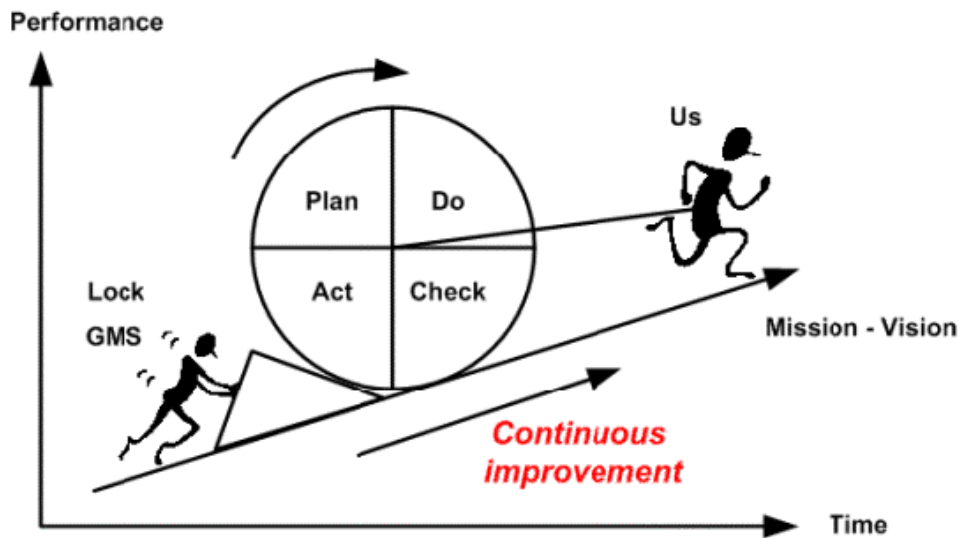 Performance
Us
Plan
Do
Act
Check
Lock
GMS
Mission - Vision
Continuous
improvement
Time